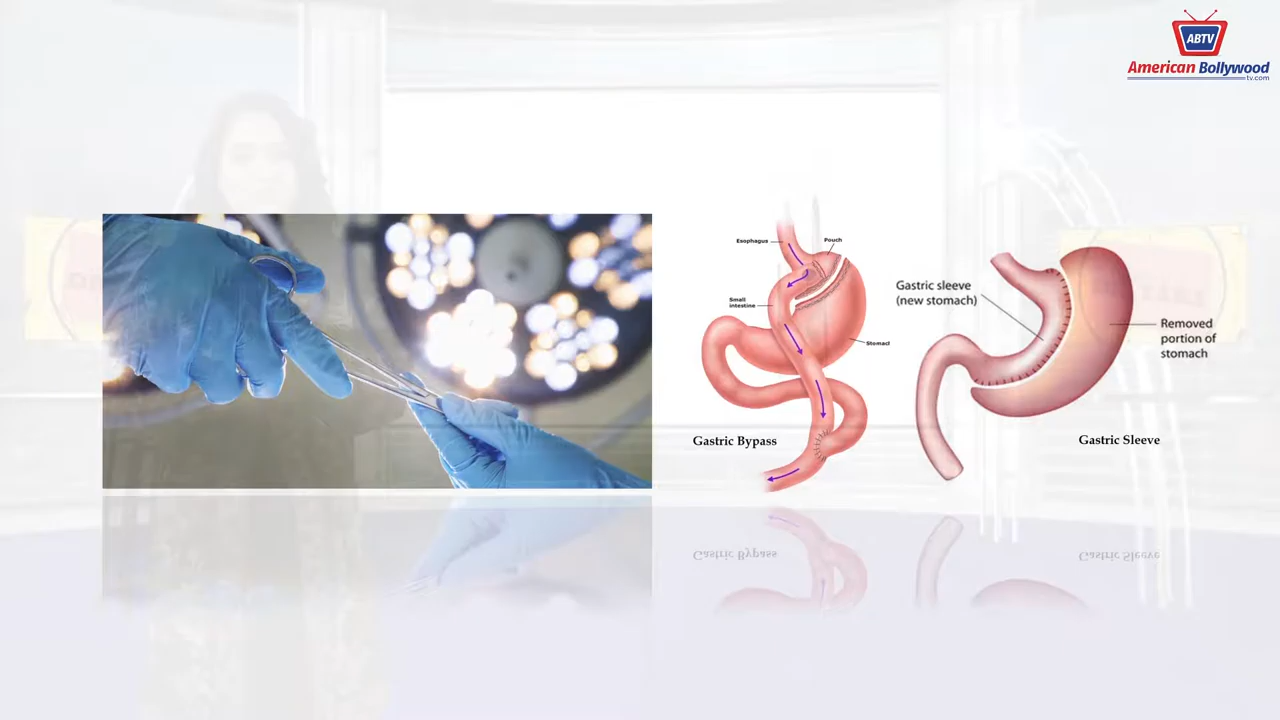 ABTV
American Bollywood
tv.com
Esophagus
Pouch
Small
intestine
Stomacl
Gastric Bypass
Gastric sleeve
(new stomach)
Removed
portion of
stomach
Gastric Sleeve